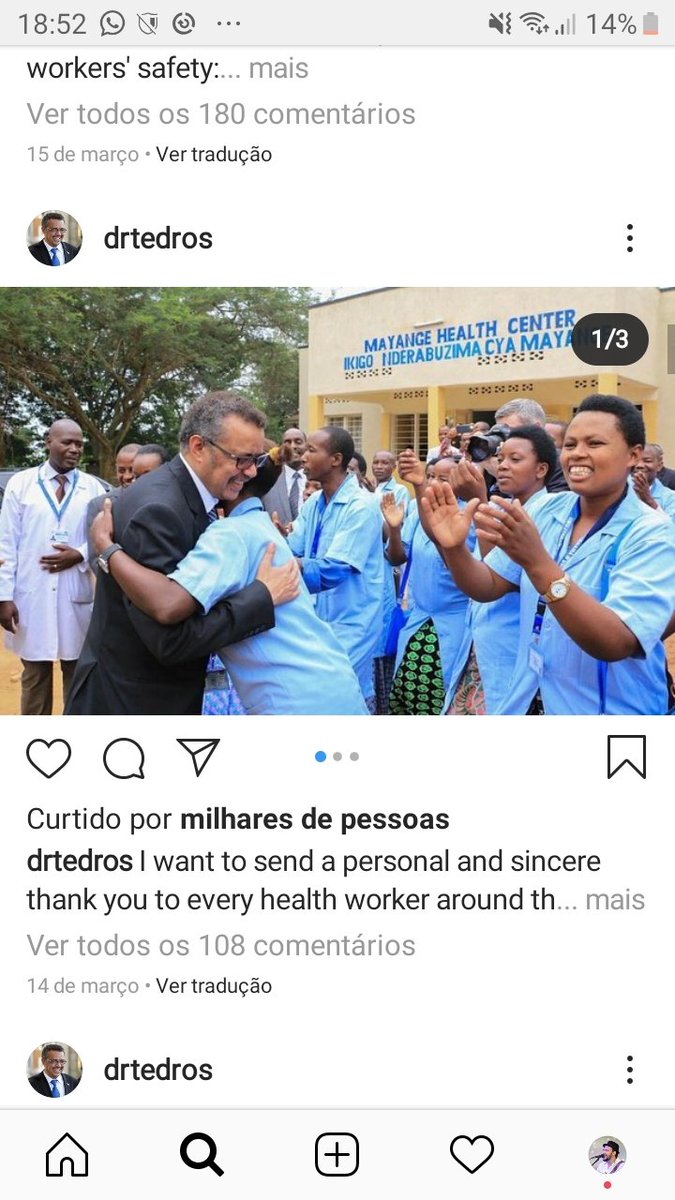 18:52
14%
workers' safety:... mais
Ver todos os 180 comentários
15 de março • Ver tradução
drtedros
MAYANGE HEALTH CENTER
IKIGO NDERABUZIMA CYA MAYANGE
1/3
Curtido por milhares de pessoas
drtedros I want to send a personal and sincere
thank you to every health worker around th... mais
Ver todos os 108 comentários
14 de março • Ver tradução
drtedros